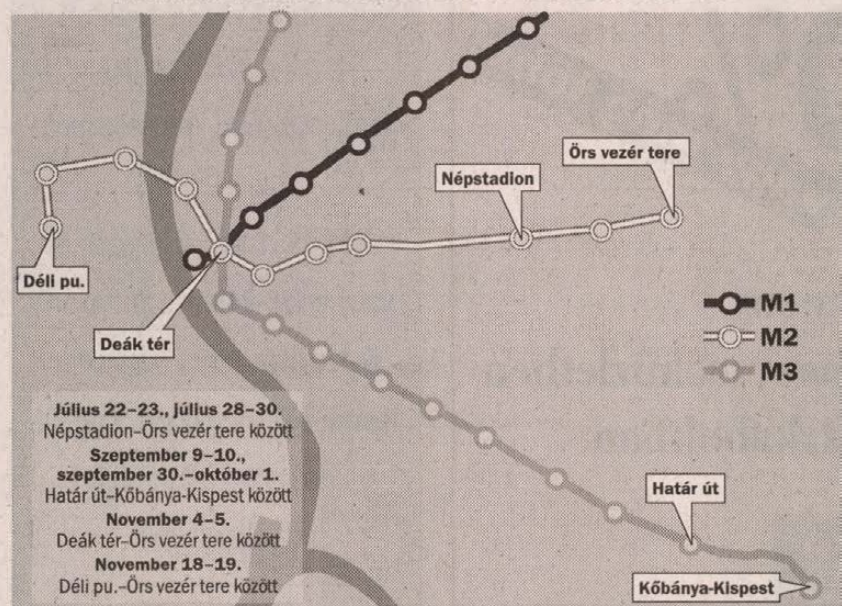 Örs vezér tere
Népstadion
Déli pu.
Deák tér
M1
M2
M3
Július 22–23., július 28–30.
Népstadion–Örs vezér tere között
Szeptember 9–10.,
szeptember 30.–október 1.
Határ út–Kőbánya-Kispest között
November 4–5.
Deák tér–Örs vezér tere között
November 18–19.
Déli pu.–Örs vezér tere között
Határ út
Kőbánya-Kispest